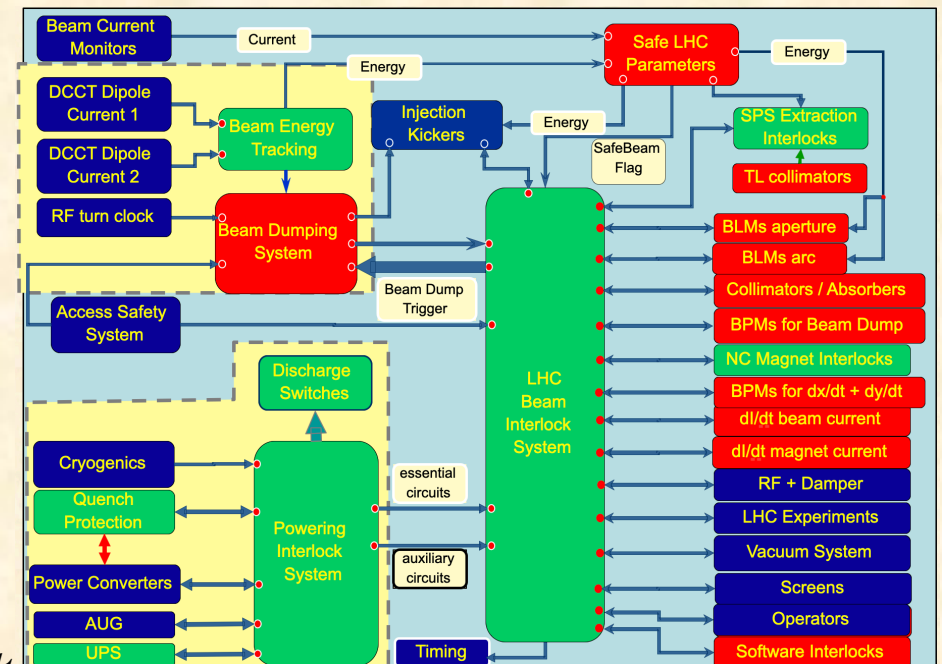 Beam Current
Monitors
Current
Safe LHC
Parameters
Energy
Energy
DCCT Dipole
Current 1
Beam Energy
Tracking
Injection
Kickers
Energy
SPS Extraction
Interlocks
DCCT Dipole
Current 2
SafeBeam
Flag
TL collimators
RF turn clock
Beam Dumping
System
BLMs aperture
BLMs arc
Beam Dump
Trigger
Collimators / Absorbers
Access Safety
System
BPMs for Beam Dump
NC Magnet Interlocks
Discharge
Switches
LHC
Beam
Interlock
System
BPMs for dx/dt + dy/dt
dI/dt beam current
dI/dt magnet current
Cryogenics
essential
circuits
RF + Damper
Quench
Protection
LHC Experiments
Powering
Interlock
System
auxiliary
circuits
Vacuum System
Power Converters
Screens
AUG
Operators
UPS
Timing
Software Interlocks